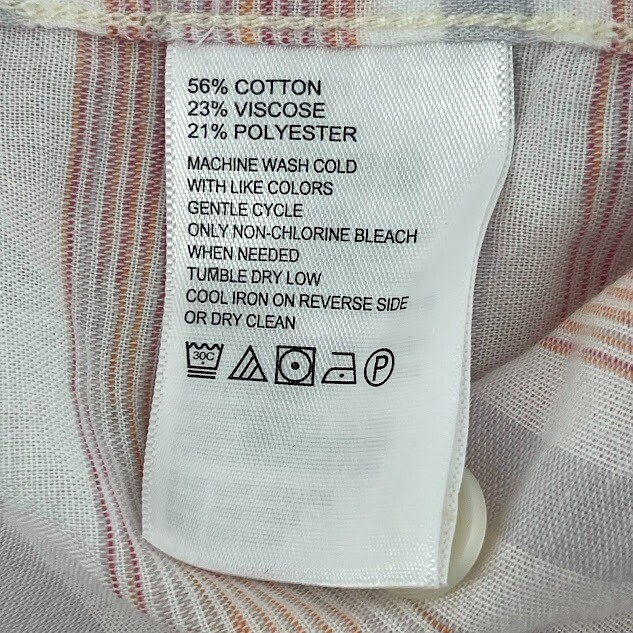 56% COTTON
23% VISCOSE
21% POLYESTER
MACHINE WASH COLD
WITH LIKE COLORS
GENTLE CYCLE
ONLY NON-CHLORINE BLEACH
WHEN NEEDED
TUMBLE DRY LOW
COOL IRON ON REVERSE SIDE
OR DRY CLEAN
30C P